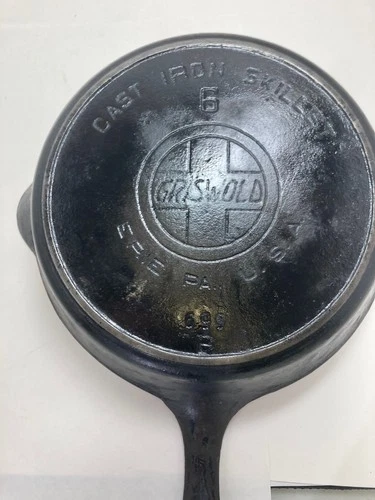 CAST IRON SKILLET
6
GRISWOLD
ERIE PA., U.S.A.
699